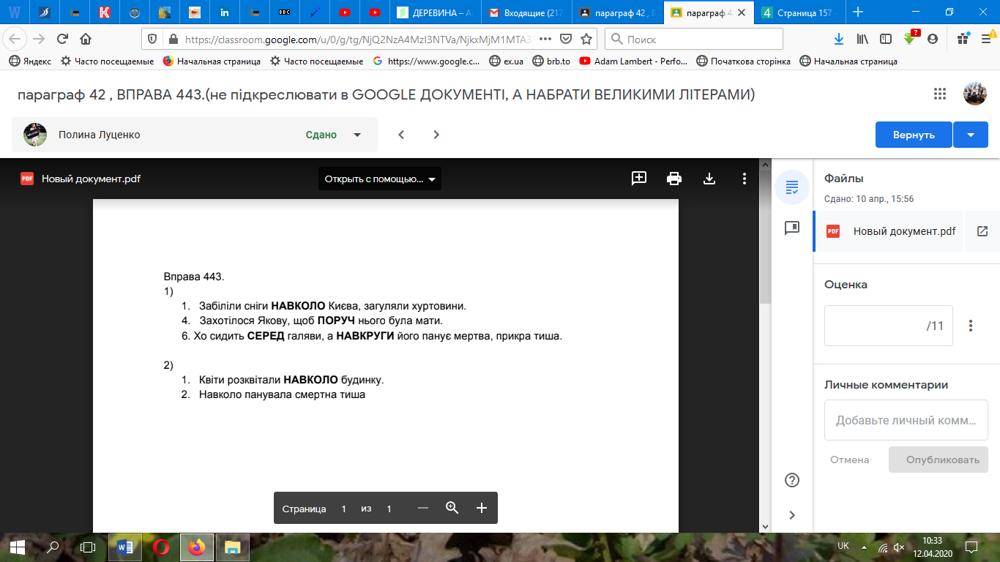 W
K
BBC
in
ДЕРЕВИНА – А
Входящие (217
параграф 42 , В
параграф 4
4 Страница 157 -
https://classroom.google.com/u/0/g/tg/NjQ2NzA4MzI3NTVa/NjkxMjM1MTA3
Поиск
?
Яндекс
Часто посещаемые
Начальная страница
Часто посещаемые
G https://www.google.c...
ex.ua
brb.to
Adam Lambert - Perfo...
Початкова сторінка
Начальная страница
параграф 42 , ВПРАВА 443.(не підкреслювати в GOOGLE ДОКУМЕНТІ, А НАБРАТИ ВЕЛИКИМИ ЛІТЕРАМИ)
Полина Луценко
Сдано
Вернуть
PDF Новый документ.pdf
Открыть с помощью...
Файлы
Сдано: 10 апр., 15:56
PDF Новый документ.pdf
Оценка
/11
Личные комментарии
Добавьте личный комм...
Отмена
Опубликовать
Вправа 443.
1)
1. Забіліли сніги НАВКОЛО Києва, загуляли хуртовини.
4. Захотілося Якову, щоб ПОРУЧ нього була мати.
6. Хо сидить СЕРЕД галяви, а НАВКРУГИ його панує мертва, прикра тиша.
2)
1. Квіти розквітали НАВКОЛО будинку.
2. Навколо панувала смертна тиша
Страница 1 из 1
UK
10:33
12.04.2020